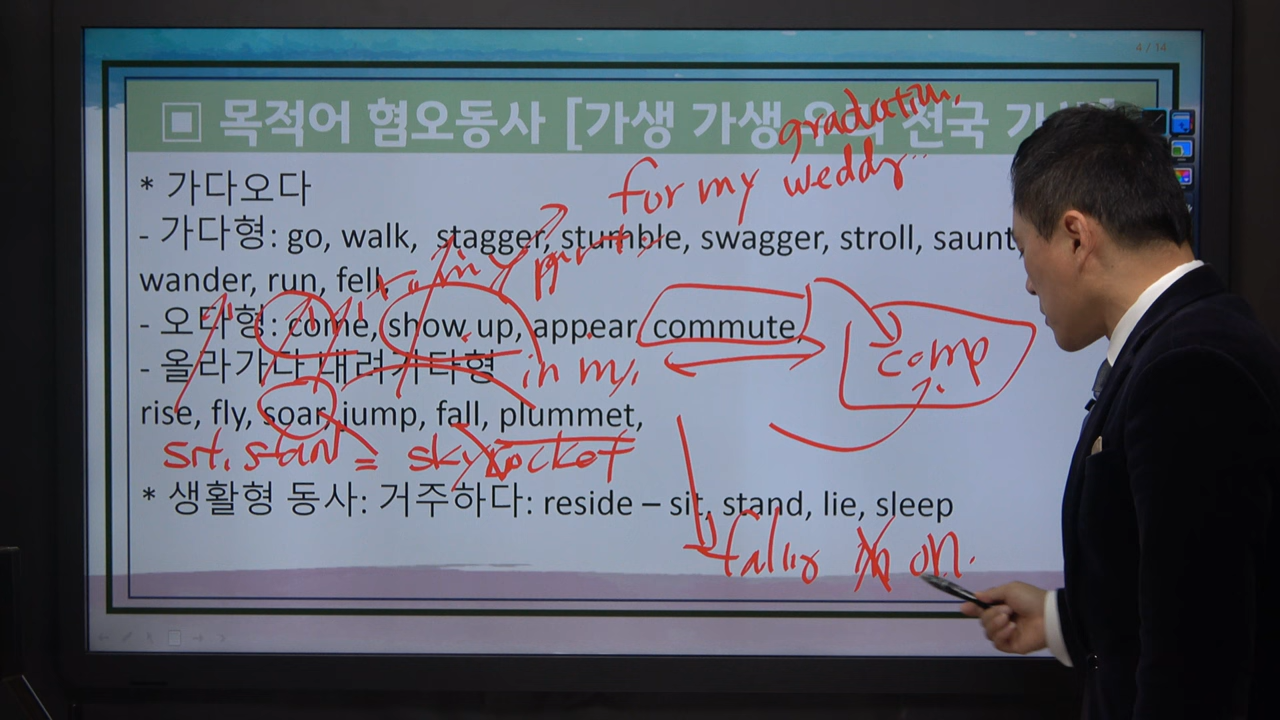 4 / 14
▣ 목적어 혐오동사 [가생 가생 전국
graduation.
for my
* 가다오다
- 가다형: go, walk, stagger, stumble, swagger, stroll, saunt
wander, run, fell
- 오다형: come, show up, appear, commute,
comp
- 올라가다 내려가다형
in my
rise, fly, soar, jump, fall, plummet,
sit. stan = skyrocket
* 생활형 동사: 거주하다: reside – sit, stand, lie, sleep
on.